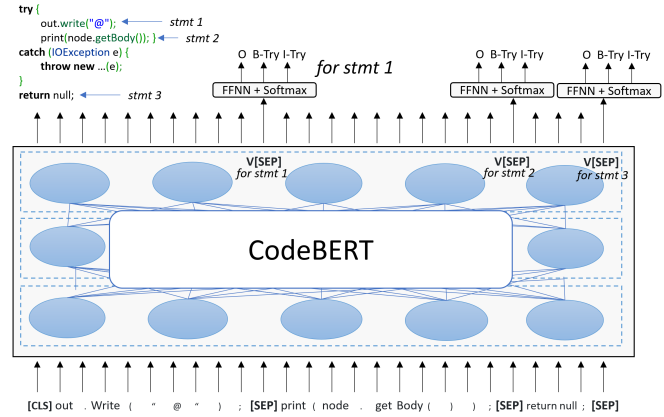 try {
out.write("@"); stmt 1
print(node.getBody()); } stmt 2
catch (IOException e) {
throw new ...(e);
}
return null; stmt 3
O B-Try I-Try
for stmt 1
O B-Try I-Try
O B-Try I-Try
FFNN + Softmax
FFNN + Softmax
FFNN + Softmax
V[SEP]
for stmt 1
V[SEP]
for stmt 2
V[SEP]
for stmt 3
CodeBERT
[CLS] out . Write ( “ @ “ ) ; [SEP] print ( node . get Body ( ) ) ; [SEP] return null ; [SEP]